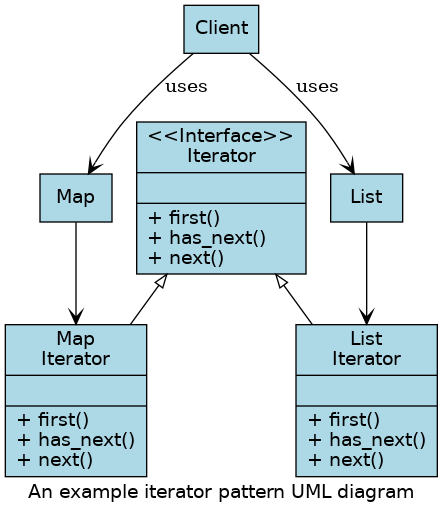 Client
uses
uses
<<Interface>>
Iterator
+ first()
+ has_next()
+ next()
Map
List
Map
Iterator
+ first()
+ has_next()
+ next()
List
Iterator
+ first()
+ has_next()
+ next()
An example iterator pattern UML diagram